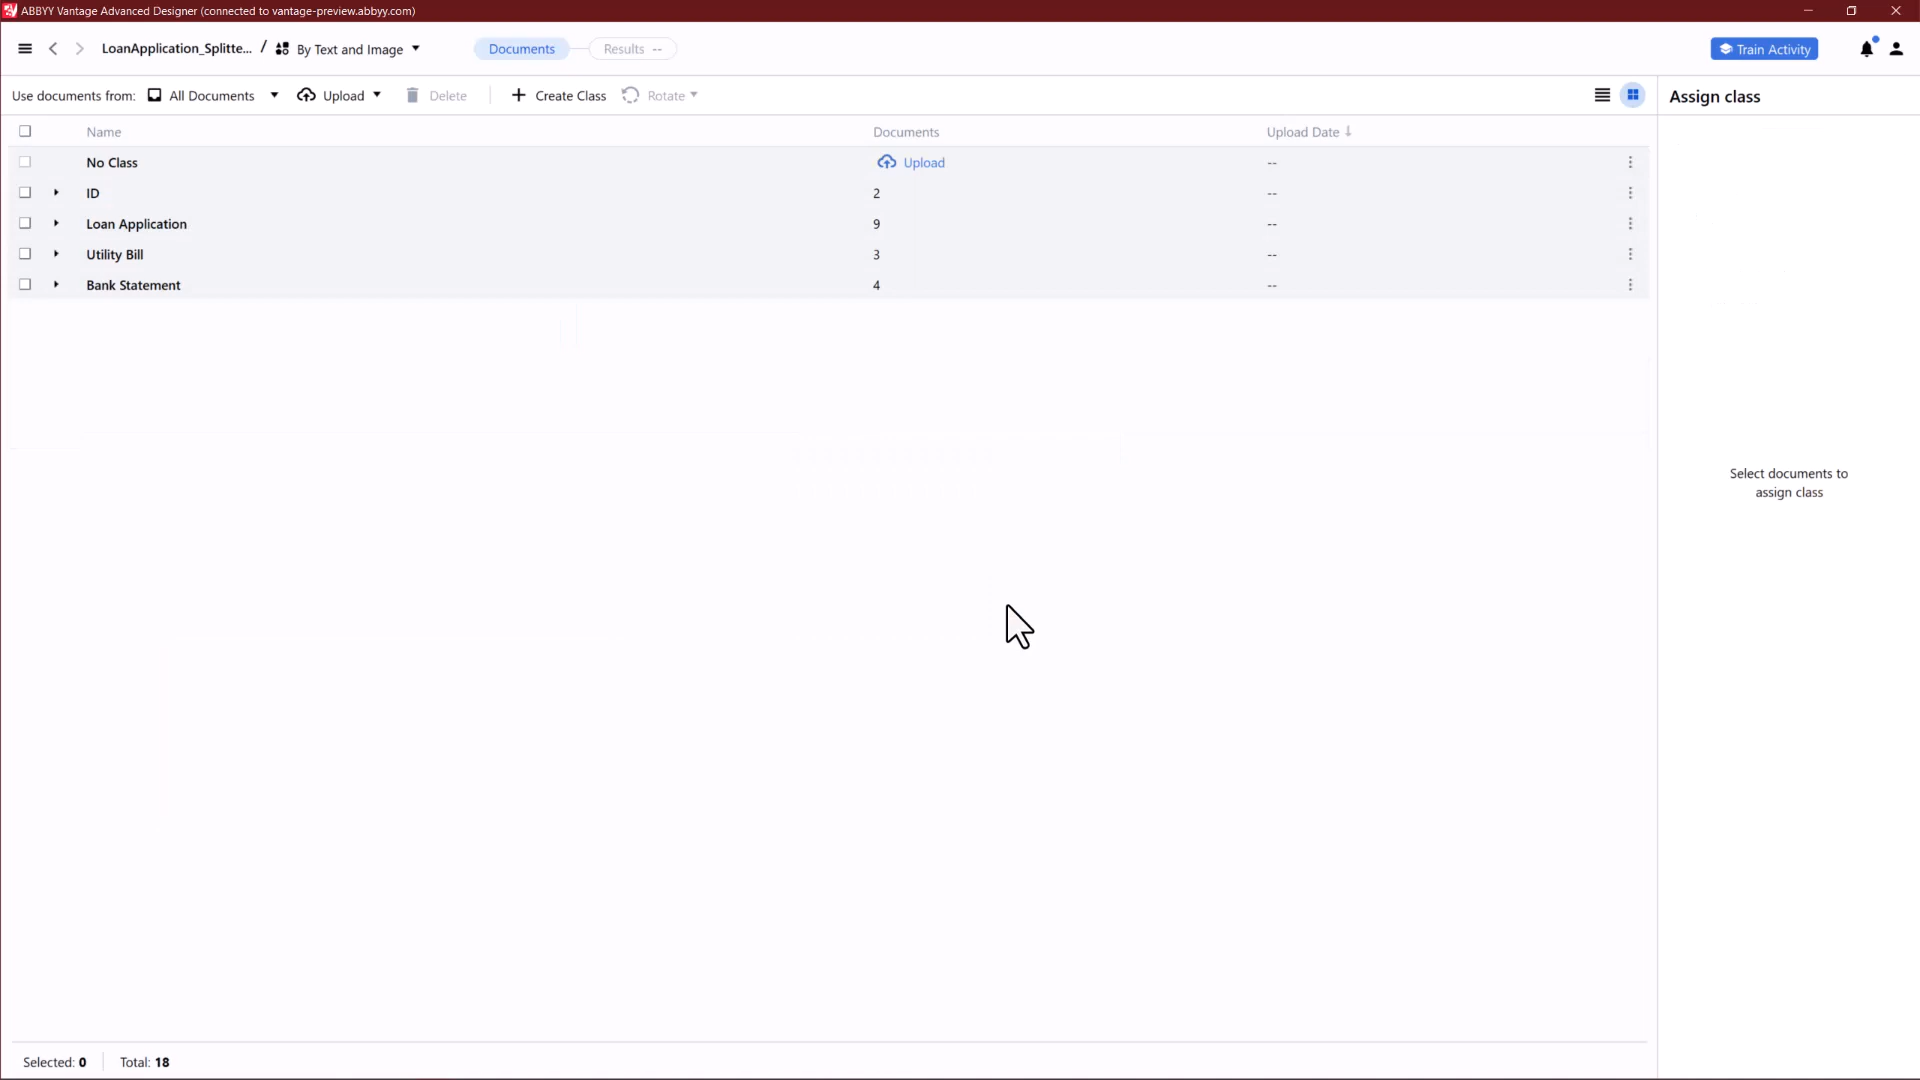 ABBYY Vantage Advanced Designer (connected to vantage-preview.abbyy.com)
LoanApplication_Splitte... / By Text and Image Documents Results -- Train Activity
Use documents from: All Documents Upload Delete Create Class Rotate Assign class
Name Documents Upload Date
No Class Upload --
ID 2 --
Loan Application 9 --
Utility Bill 3 --
Bank Statement 4 --
Select documents to
assign class
Selected: 0 Total: 18